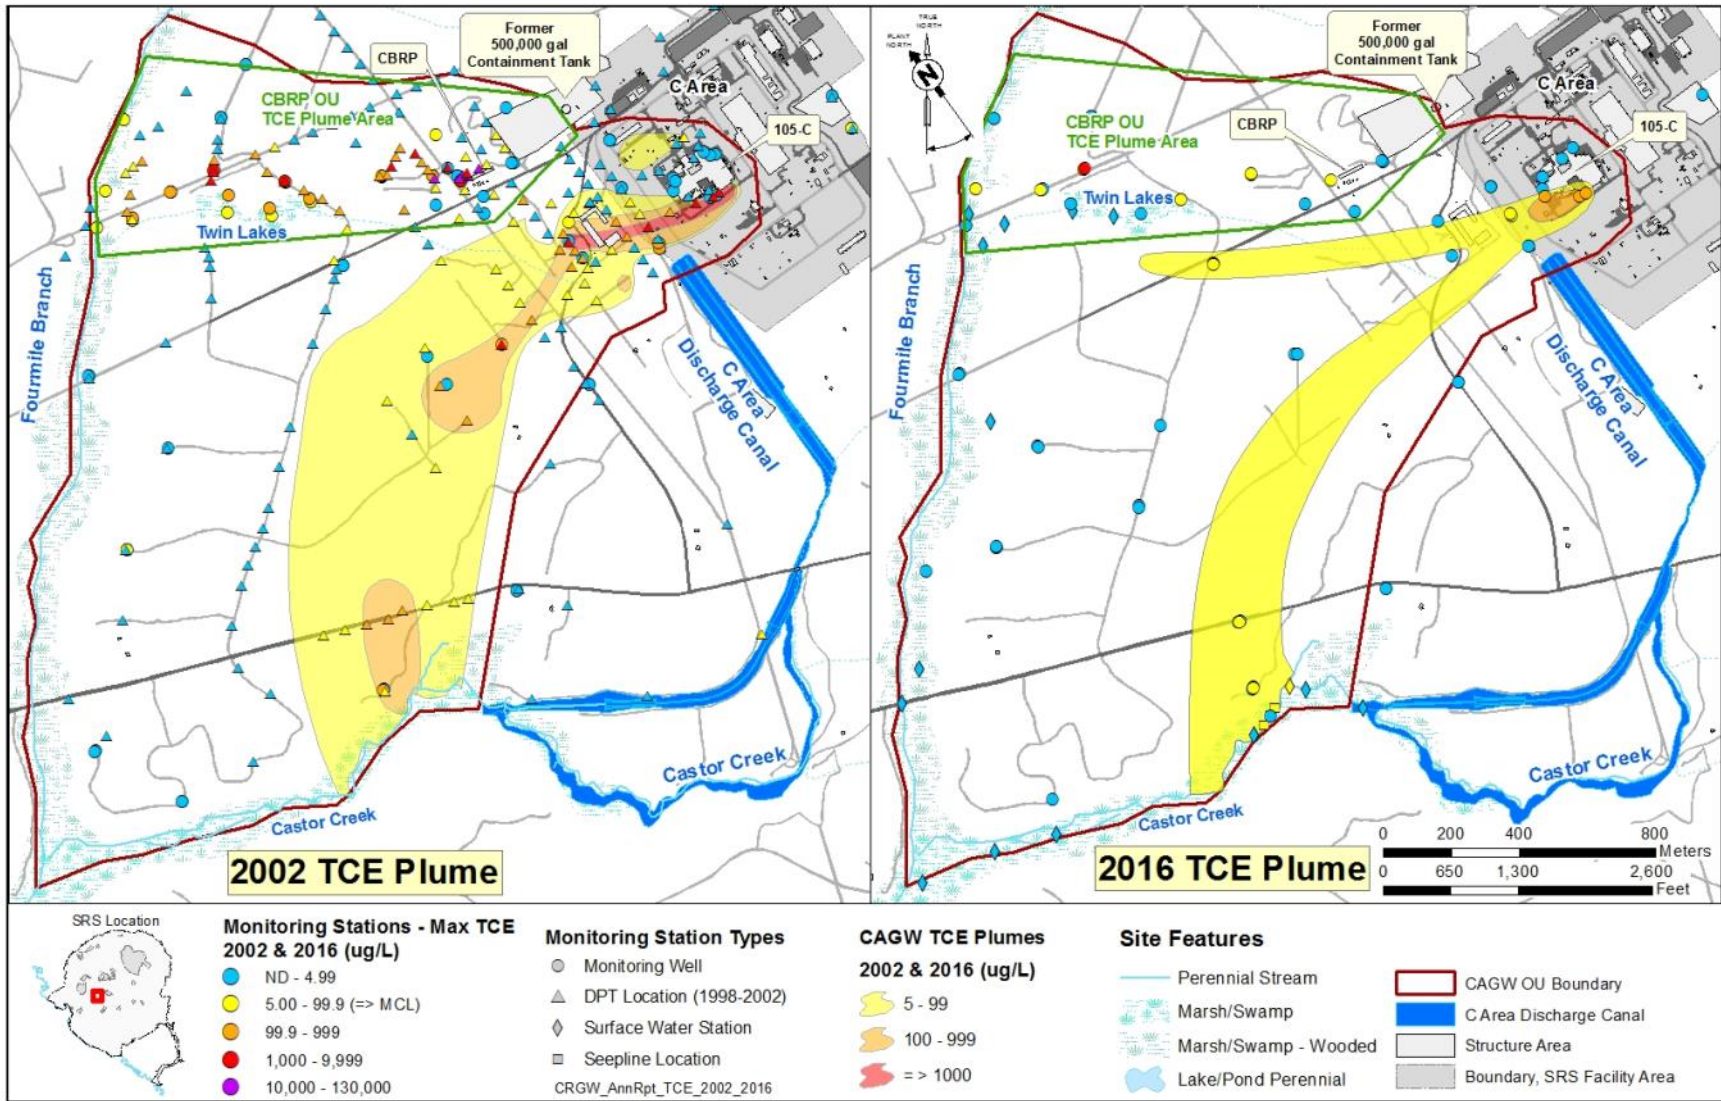 Former
500,000 gal
Containment Tank
CBRP
C Area
CBRP OU
TCE Plume Area
105-C
Twin Lakes
Fourmile Branch
C Area
Discharge Canal
Castor Creek
Castor Creek
2002 TCE Plume
TRUE
NORTH
PLANT
NORTH
N
Former
500,000 gal
Containment Tank
C Area
CBRP OU
TCE Plume Area
CBRP
105-C
Twin Lakes
Fourmile Branch
C Area
Discharge Canal
Castor Creek
Castor Creek
2016 TCE Plume
0 200 400 800
Meters
0 650 1,300 2,600
Feet
SRS Location
Monitoring Stations - Max TCE
2002 & 2016 (ug/L)
ND - 4.99
5.00 - 99.9 (=> MCL)
99.9 - 999
1,000 - 9,999
10,000 - 130,000
Monitoring Station Types
Monitoring Well
DPT Location (1998-2002)
Surface Water Station
Seepline Location
CRGW_AnnRpt_TCE_2002_2016
CAGW TCE Plumes
2002 & 2016 (ug/L)
5 - 99
100 - 999
= > 1000
Site Features
Perennial Stream
Marsh/Swamp
Marsh/Swamp - Wooded
Lake/Pond Perennial
CAGW OU Boundary
C Area Discharge Canal
Structure Area
Boundary, SRS Facility Area